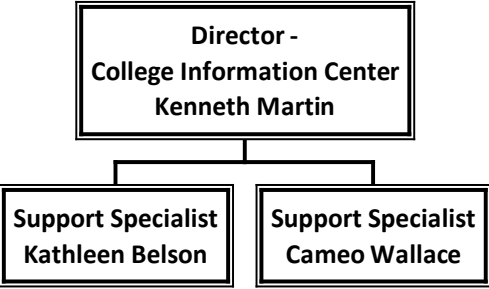 Director -
College Information Center
Kenneth Martin
Support Specialist
Kathleen Belson
Support Specialist
Cameo Wallace